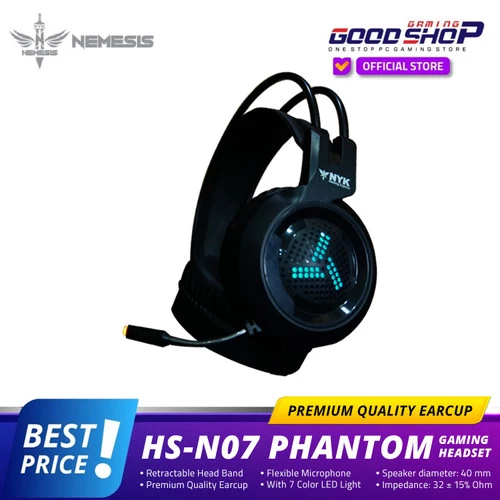 NEMESIS
NEMESIS
GAMING
GOODSHOP
ONE STOP PC GAMING STORE
OFFICIAL STORE
NYK
PREMIUM QUALITY EARCUP
BEST
PRICE!
HS-N07 PHANTOM GAMING HEADSET
• Retractable Head Band • Flexible Microphone • Speaker diameter: 40 mm
• Premium Quality Earcup • With 7 Color LED Light • Impedance: 32 ± 15% Ohm